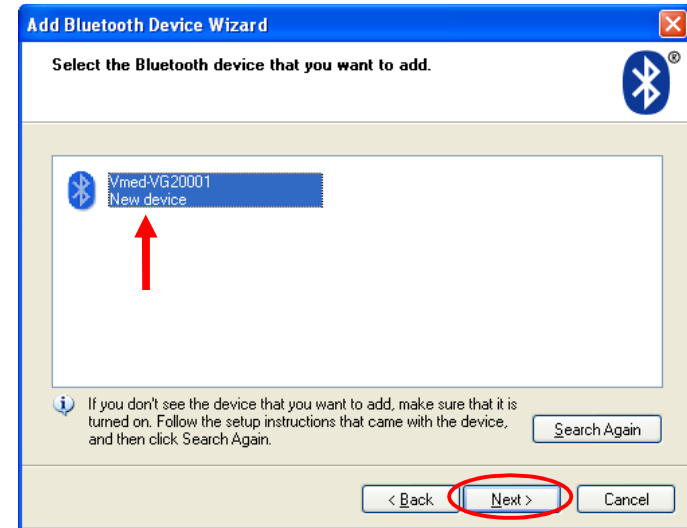 Add Bluetooth Device Wizard
Select the Bluetooth device that you want to add.
®
Vmed-VG20001
New device
If you don't see the device that you want to add, make sure that it is
turned on. Follow the setup instructions that came with the device,
and then click Search Again.
Search Again
< Back
Next >
Cancel